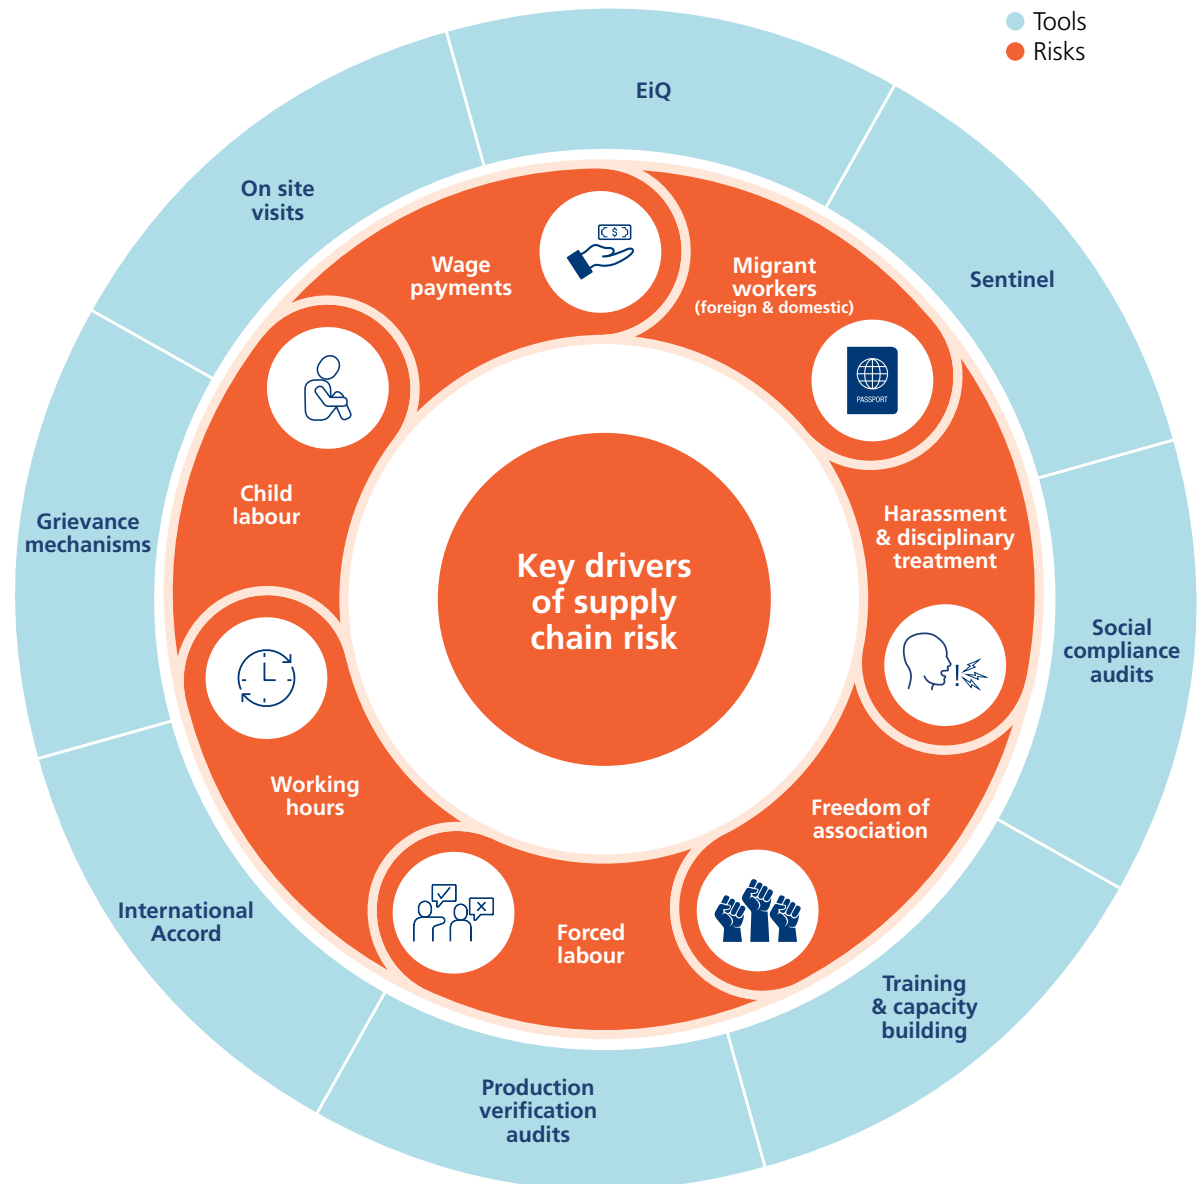 Tools
Risks
EiQ
Sentinel
Social
compliance
audits
Training
& capacity
building
Production
verification
audits
International
Accord
Grievance
mechanisms
On site
visits
Wage
payments
Migrant
workers
(foreign & domestic)
PASSPORT
Harassment
& disciplinary
treatment
!
Freedom of
association
Forced
labour
Working
hours
Child
labour
Key drivers
of supply
chain risk